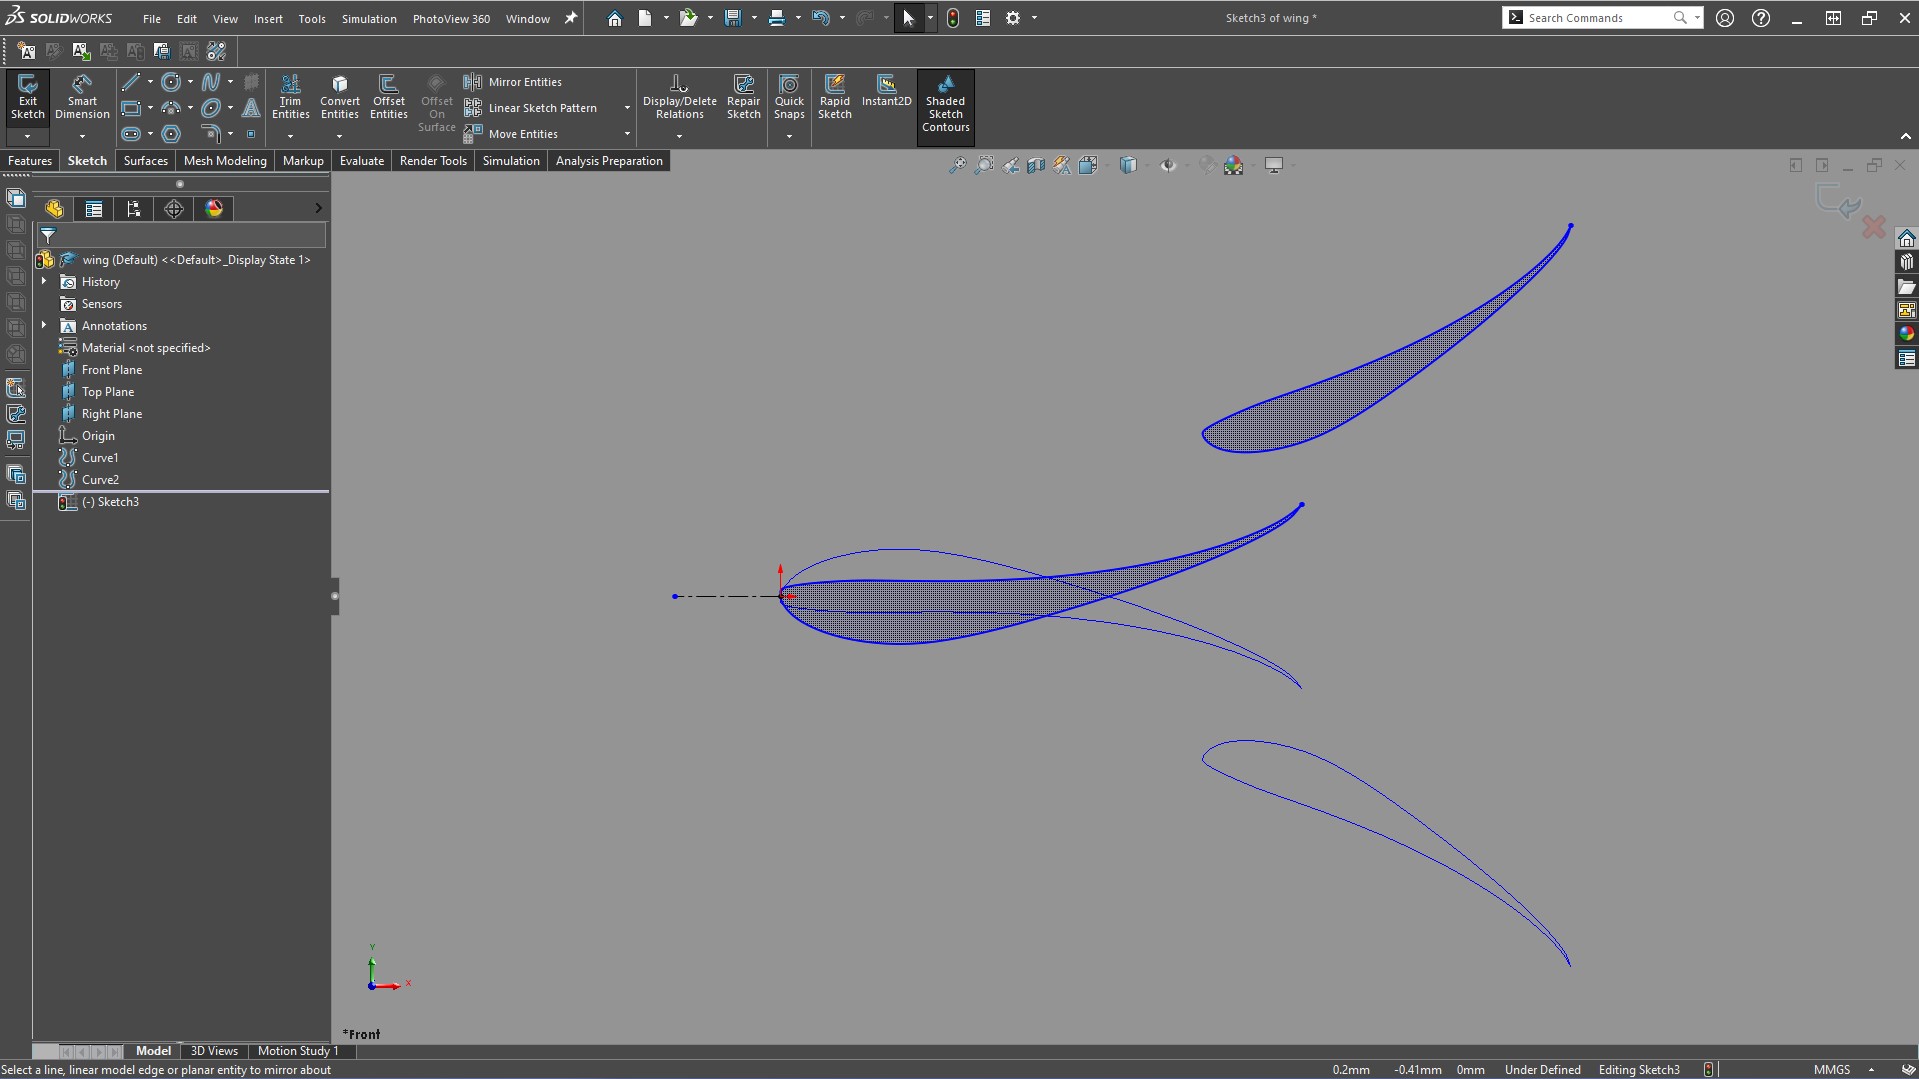 SOLIDWORKS File Edit View Insert Tools Simulation PhotoView 360 Window Sketch3 of wing * Search Commands
Exit Sketch
Smart Dimension
Trim Entities
Convert Entities
Offset Entities
Offset On Surface
Mirror Entities
Linear Sketch Pattern
Move Entities
Display/Delete Relations
Repair Sketch
Quick Snaps
Rapid Sketch
Instant2D
Shaded Sketch Contours
Features Sketch Surfaces Mesh Modeling Markup Evaluate Render Tools Simulation Analysis Preparation
wing (Default) <<Default>_Display State 1>
History
Sensors
Annotations
Material <not specified>
Front Plane
Top Plane
Right Plane
Origin
Curve1
Curve2
(-) Sketch3
Y
X
*Front
Model 3D Views Motion Study 1
Select a line, linear model edge or planar entity to mirror about 0.2mm -0.41mm 0mm Under Defined Editing Sketch3 MMGS